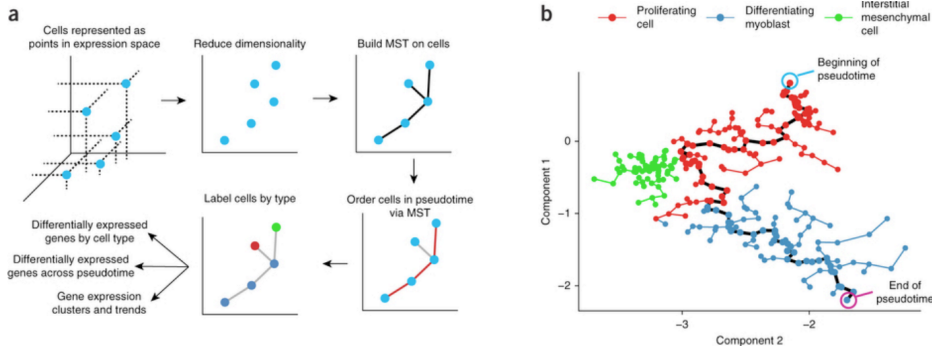 a
Cells represented as
points in expression space
Reduce dimensionality
Build MST on cells
Order cells in pseudotime
via MST
Label cells by type
Differentially expressed
genes by cell type
Differentially expressed
genes across pseudotime
Gene expression
clusters and trends
b
Proliferating
cell
Differentiating
myoblast
Interstitial
mesenchymal
cell
Beginning of
pseudotime
End of
pseudotime
Component 1
0
−1
−2
−3
−2
Component 2